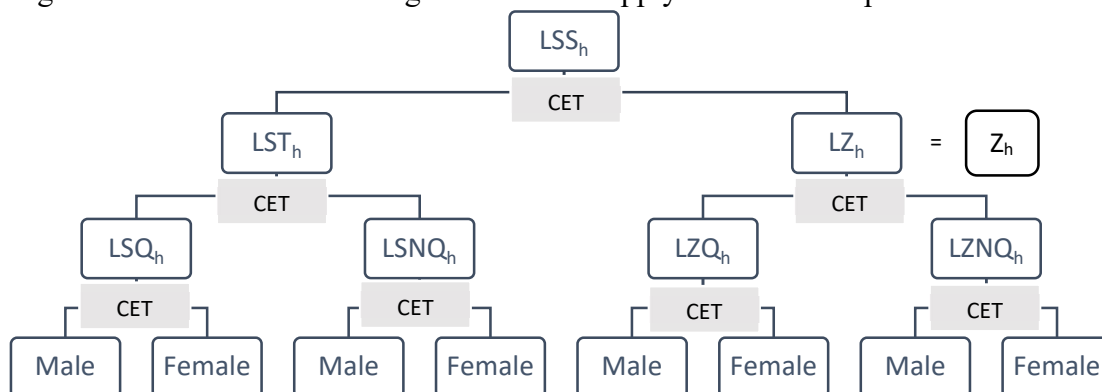 supply
LSSh
CET
LSTh
LZh
=
Zh
CET
CET
LSQh
LSNQh
LZQh
LZNQh
CET
CET
CET
CET
Male
Female
Male
Female
Male
Female
Male
Female